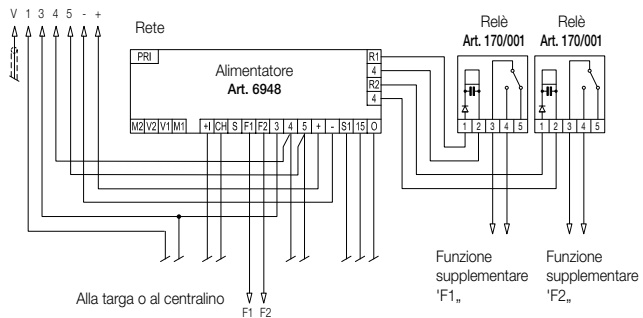 V 1 3 4 5 - +
Rete
Relè
Art. 170/001
Relè
Art. 170/001
PRI
Alimentatore
Art. 6948
R1
4
R2
4
M2 V2 V1 M1 +I CH S F1 F2 3 4 5 + - S1 15 O
1 2 3 4 5
1 2 3 4 5
Funzione
supplementare
'F1„
Funzione
supplementare
'F2„
Alla targa o al centralino
F1 F2